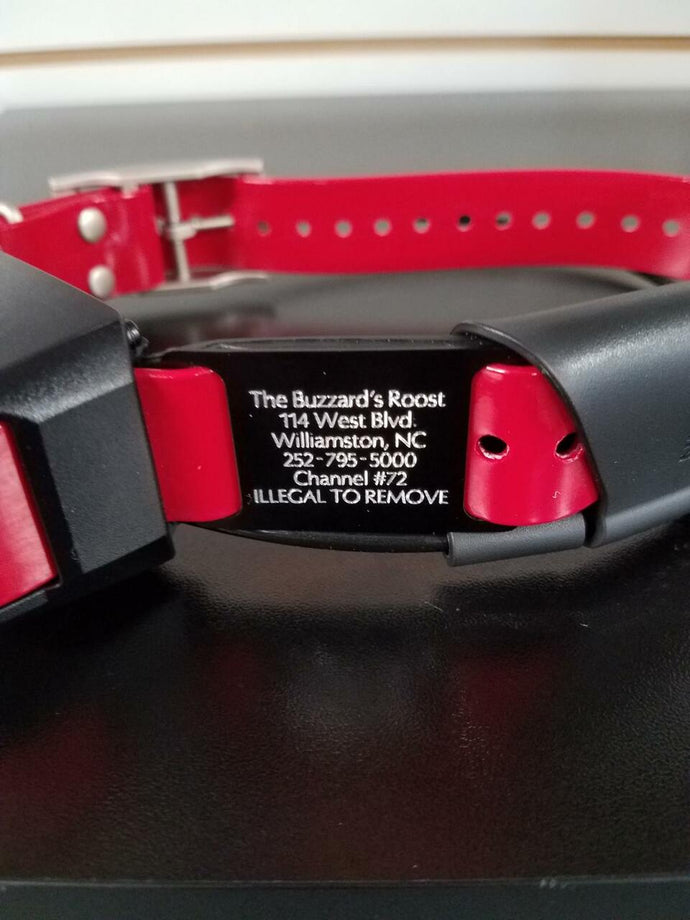 The Buzzard's Roost
114 West Blvd.
Williamston, NC
252-795-5000
Channel #72
ILLEGAL TO REMOVE